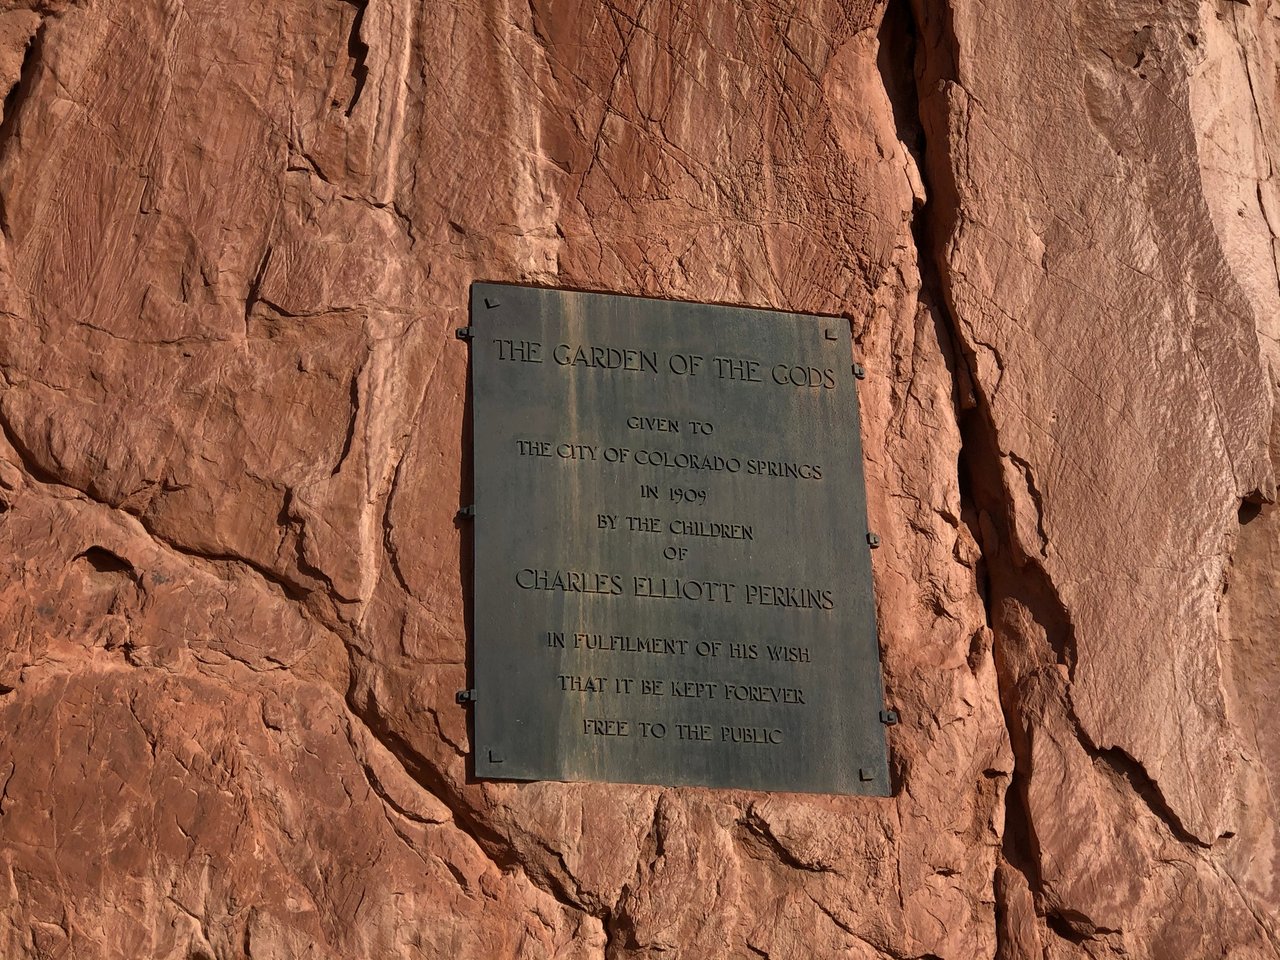 THE GARDEN OF THE GODS
GIVEN TO
THE CITY OF COLORADO SPRINGS
IN 1909
BY THE CHILDREN
OF
CHARLES ELLIOTT PERKINS
IN FULFILMENT OF HIS WISH
THAT IT BE KEPT FOREVER
FREE TO THE PUBLIC